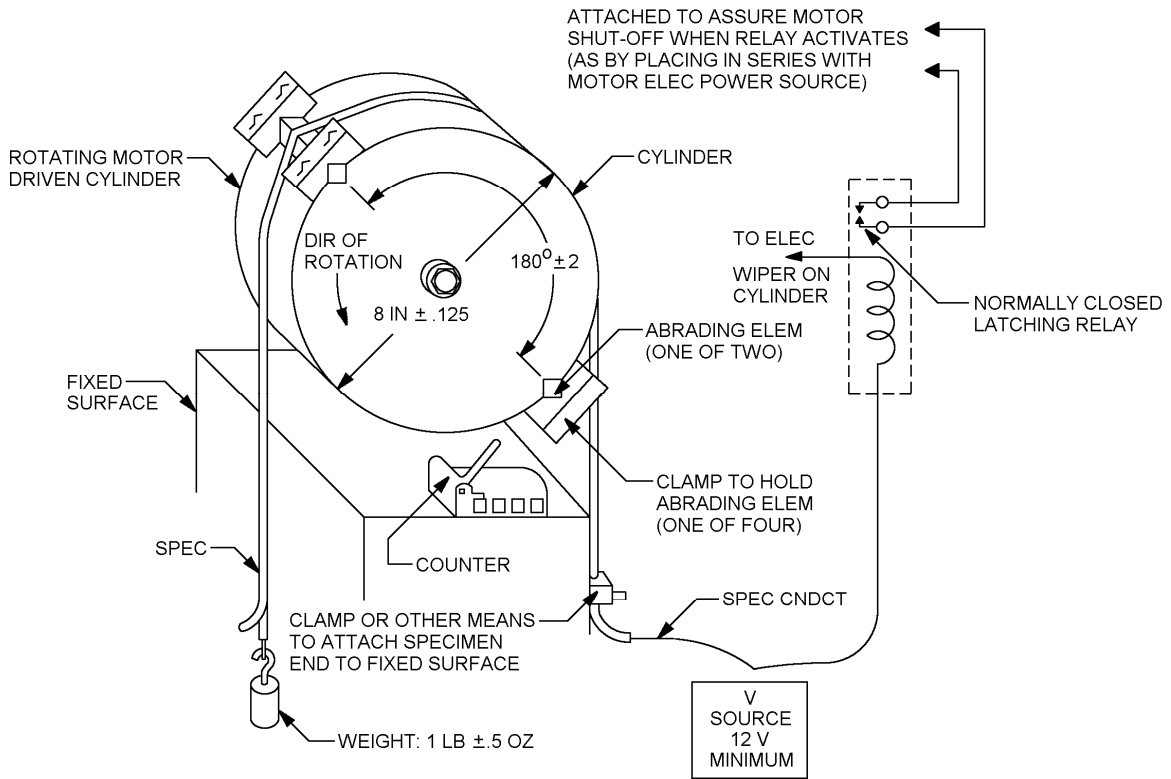 ATTACHED TO ASSURE MOTOR
SHUT-OFF WHEN RELAY ACTIVATES
(AS BY PLACING IN SERIES WITH
MOTOR ELEC POWER SOURCE)
ROTATING MOTOR
DRIVEN CYLINDER
CYLINDER
DIR OF
ROTATION
180° ± 2
8 IN ± .125
TO ELEC
WIPER ON
CYLINDER
NORMALLY CLOSED
LATCHING RELAY
ABRADING ELEM
(ONE OF TWO)
FIXED
SURFACE
CLAMP TO HOLD
ABRADING ELEM
(ONE OF FOUR)
SPEC
COUNTER
CLAMP OR OTHER MEANS
TO ATTACH SPECIMEN
END TO FIXED SURFACE
SPEC CNDCT
V
SOURCE
12 V
MINIMUM
WEIGHT: 1 LB ±.5 OZ